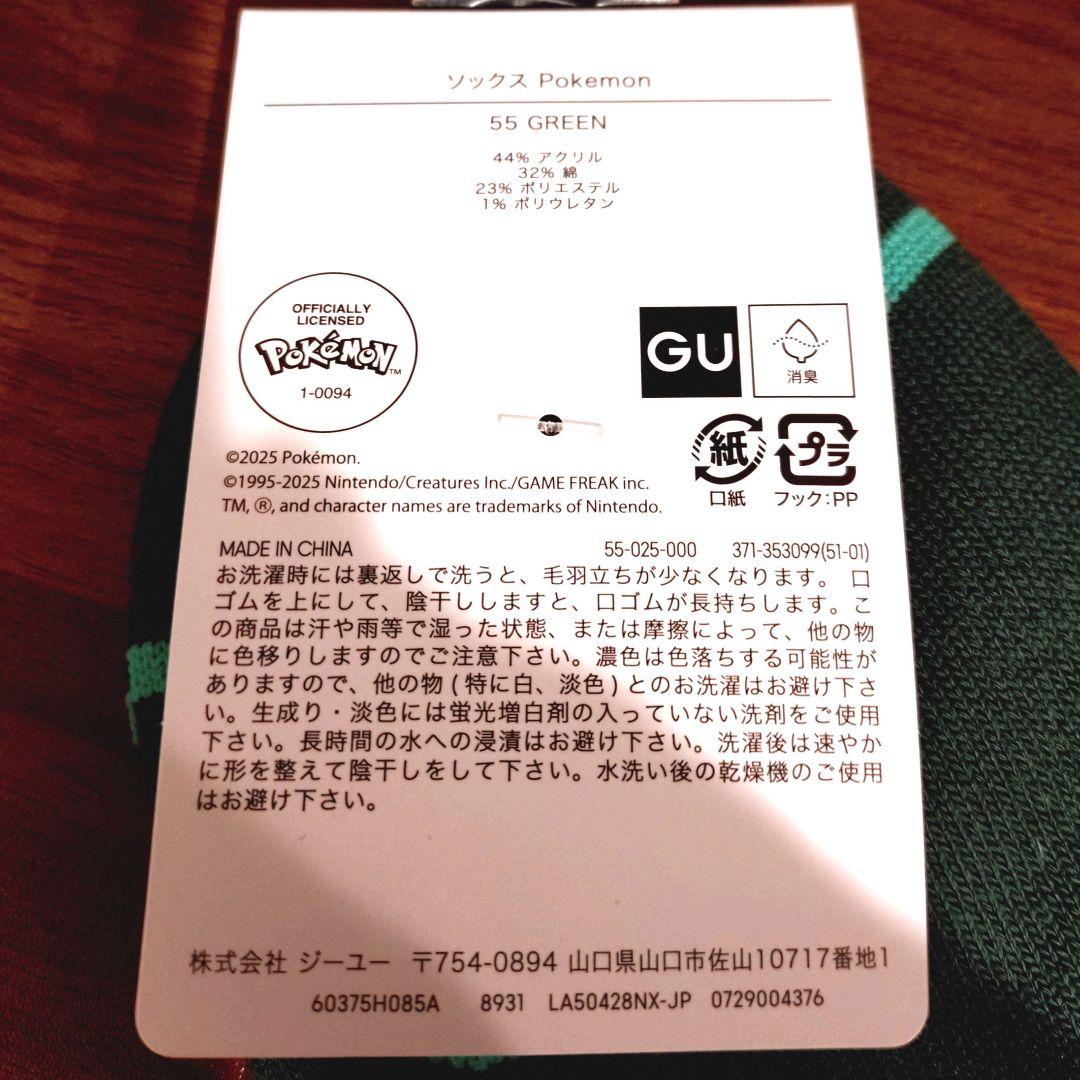 ソックス Pokemon
55 GREEN
44% アクリル
32% 綿
23% ポリエステル
1% ポリウレタン
OFFICIALLY
LICENSED
POKéMON™
1-0094
GU
消臭
紙
プラ
口紙
フック:PP
©2025 Pokémon.
©1995-2025 Nintendo/Creatures Inc./GAME FREAK inc.
TM, ®, and character names are trademarks of Nintendo.
MADE IN CHINA 55-025-000 371-353099(51-01)
お洗濯時には裏返しで洗うと、毛羽立ちが少なくなります。 口
ゴムを上にして、陰干ししますと、口ゴムが長持ちします。こ
の商品は汗や雨等で湿った状態、または摩擦によって、他の物
に色移りしますのでご注意下さい。濃色は色落ちする可能性が
ありますので、他の物(特に白、淡色)とのお洗濯はお避け下さ
い。生成り・淡色には蛍光増白剤の入っていない洗剤をご使用
下さい。長時間の水への浸漬はお避け下さい。洗濯後は速やか
に形を整えて陰干しをして下さい。水洗い後の乾燥機のご使用
はお避け下さい。
株式会社 ジーユー 〒754-0894 山口県山口市佐山10717番地1
60375H085A 8931 LA50428NX-JP 0729004376